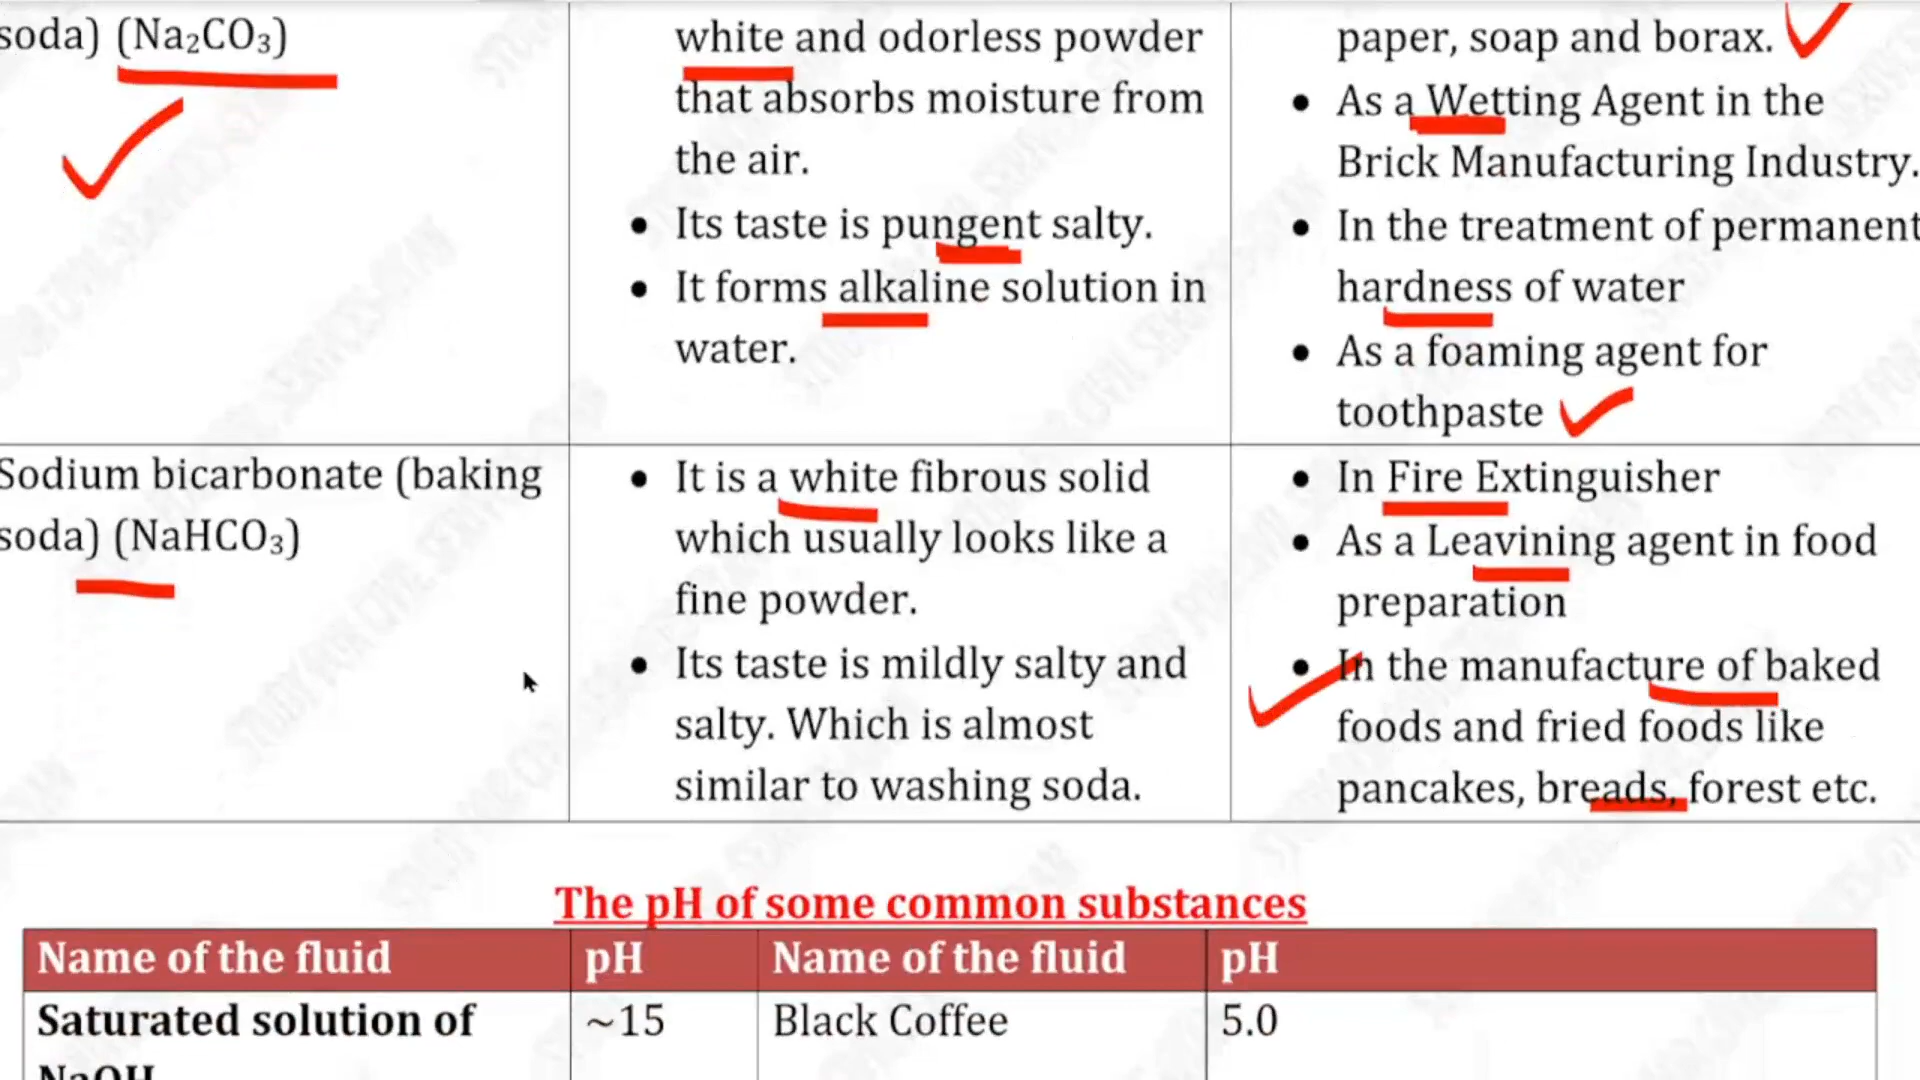 soda) (Na₂CO₃)
white and odorless powder
that absorbs moisture from
the air.
• Its taste is pungent salty.
• It forms alkaline solution in
water.
paper, soap and borax.
• As a Wetting Agent in the
Brick Manufacturing Industry.
• In the treatment of permanent
hardness of water
• As a foaming agent for
toothpaste
Sodium bicarbonate (baking
soda) (NaHCO₃)
• It is a white fibrous solid
which usually looks like a
fine powder.
• Its taste is mildly salty and
salty. Which is almost
similar to washing soda.
• In Fire Extinguisher
• As a Leavining agent in food
preparation
• In the manufacture of baked
foods and fried foods like
pancakes, breads, forest etc.
The pH of some common substances
Name of the fluid pH Name of the fluid pH
Saturated solution of ~15 Black Coffee 5.0
NaOH